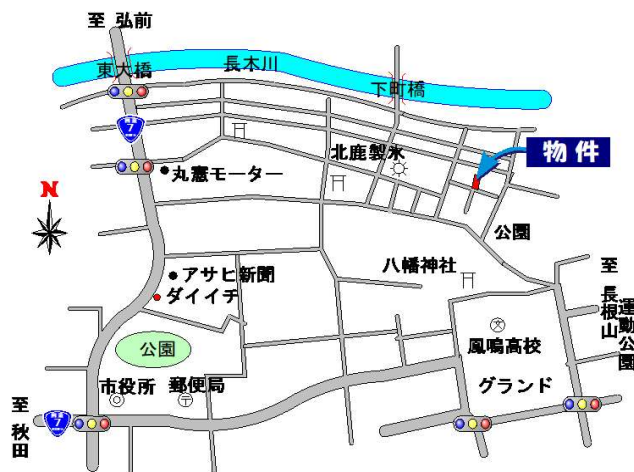 至 弘前
東大橋
長木川
下町橋
7
物件
北鹿製氷
丸憲モーター
N
公園
八幡神社
アサヒ新聞
ダイイチ
至 長根山
運動公園
文
鳳鳴高校
公園
グランド
市役所
郵便局
〒
至 秋田
7